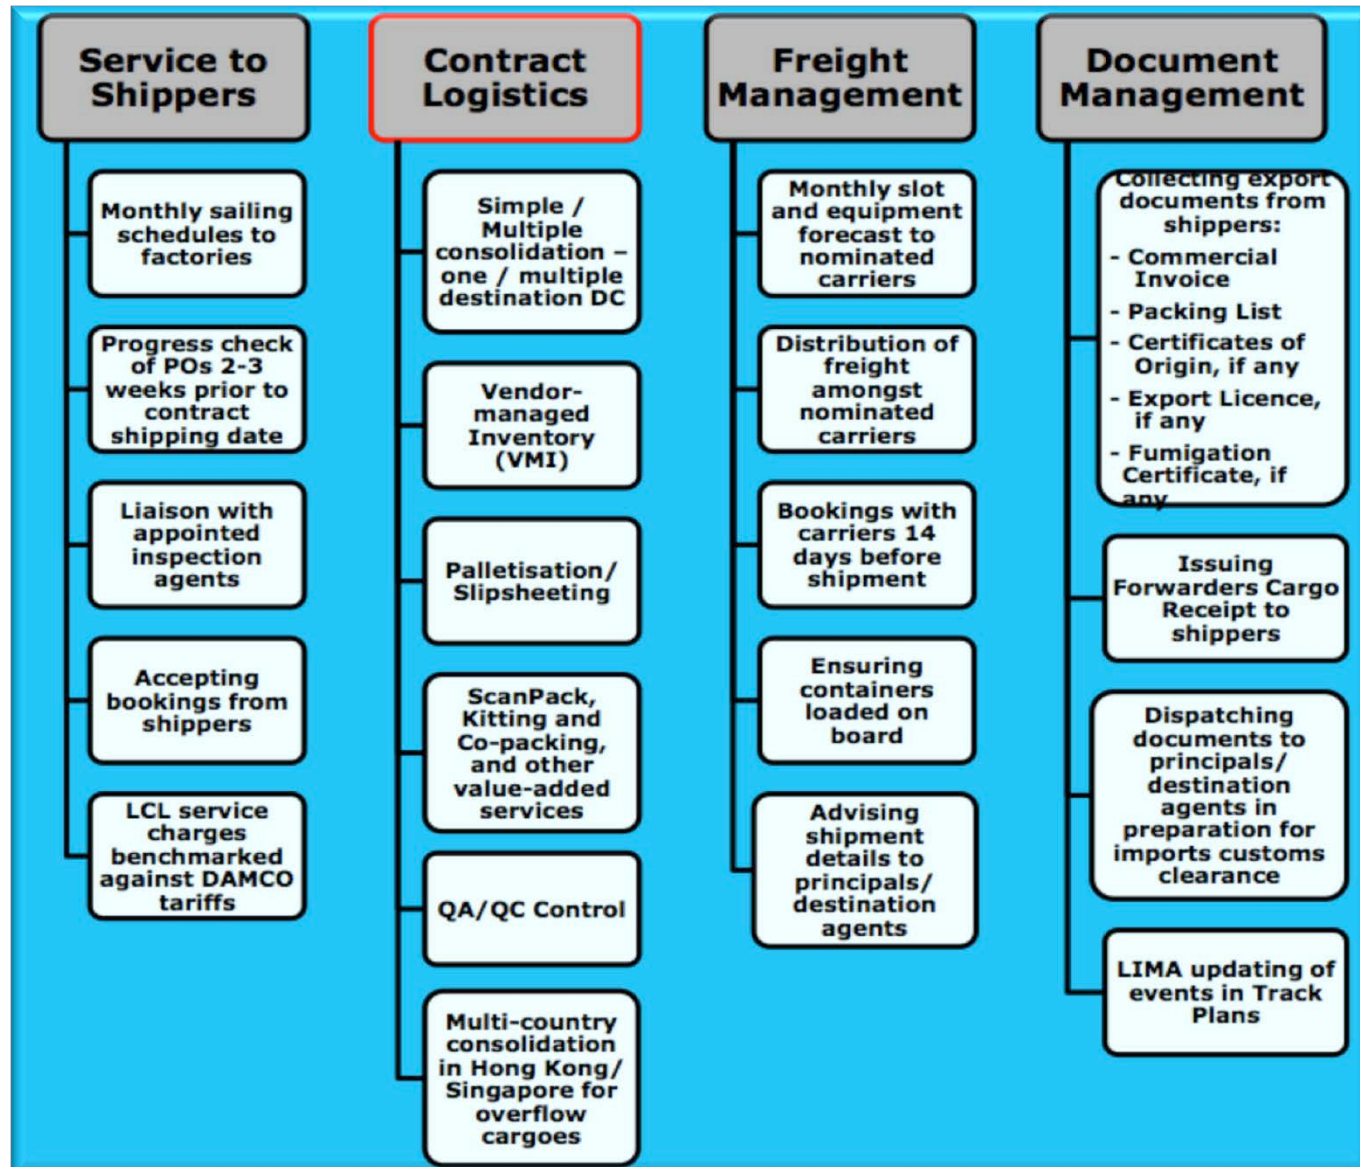 Service to
Shippers
Monthly sailing
schedules to
factories
Progress check
of POs 2-3
weeks prior to
contract
shipping date
Liaison with
appointed
inspection
agents
Accepting
bookings from
shippers
LCL service
charges
benchmarked
against DAMCO
tariffs
Contract
Logistics
Simple /
Multiple
consolidation –
one / multiple
destination DC
Vendor-
managed
Inventory
(VMI)
Palletisation/
Slipsheeting
ScanPack,
Kitting and
Co-packing,
and other
value-added
services
QA/QC Control
Multi-country
consolidation
in Hong Kong/
Singapore for
overflow
cargoes
Freight
Management
Monthly slot
and equipment
forecast to
nominated
carriers
Distribution of
freight
amongst
nominated
carriers
Bookings with
carriers 14
days before
shipment
Ensuring
containers
loaded on
board
Advising
shipment
details to
principals/
destination
agents
Document
Management
Collecting export
documents from
shippers:
- Commercial
Invoice
- Packing List
- Certificates of
Origin, if any
- Export Licence,
if any
- Fumigation
Certificate, if
any
Issuing
Forwarders Cargo
Receipt to
shippers
Dispatching
documents to
principals/
destination
agents in
preparation for
imports customs
clearance
LIMA updating of
events in Track
Plans